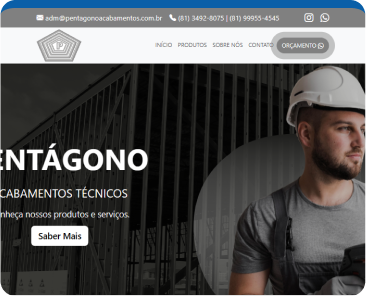 adm@pentagonoacabamentos.com.br (81) 3492-8075 | (81) 99955-4545
P
INÍCIO PRODUTOS SOBRE NÓS CONTATO ORÇAMENTO
ENTÁGONO
CABAMENTOS TÉCNICOS
nheça nossos produtos e serviços.
Saber Mais